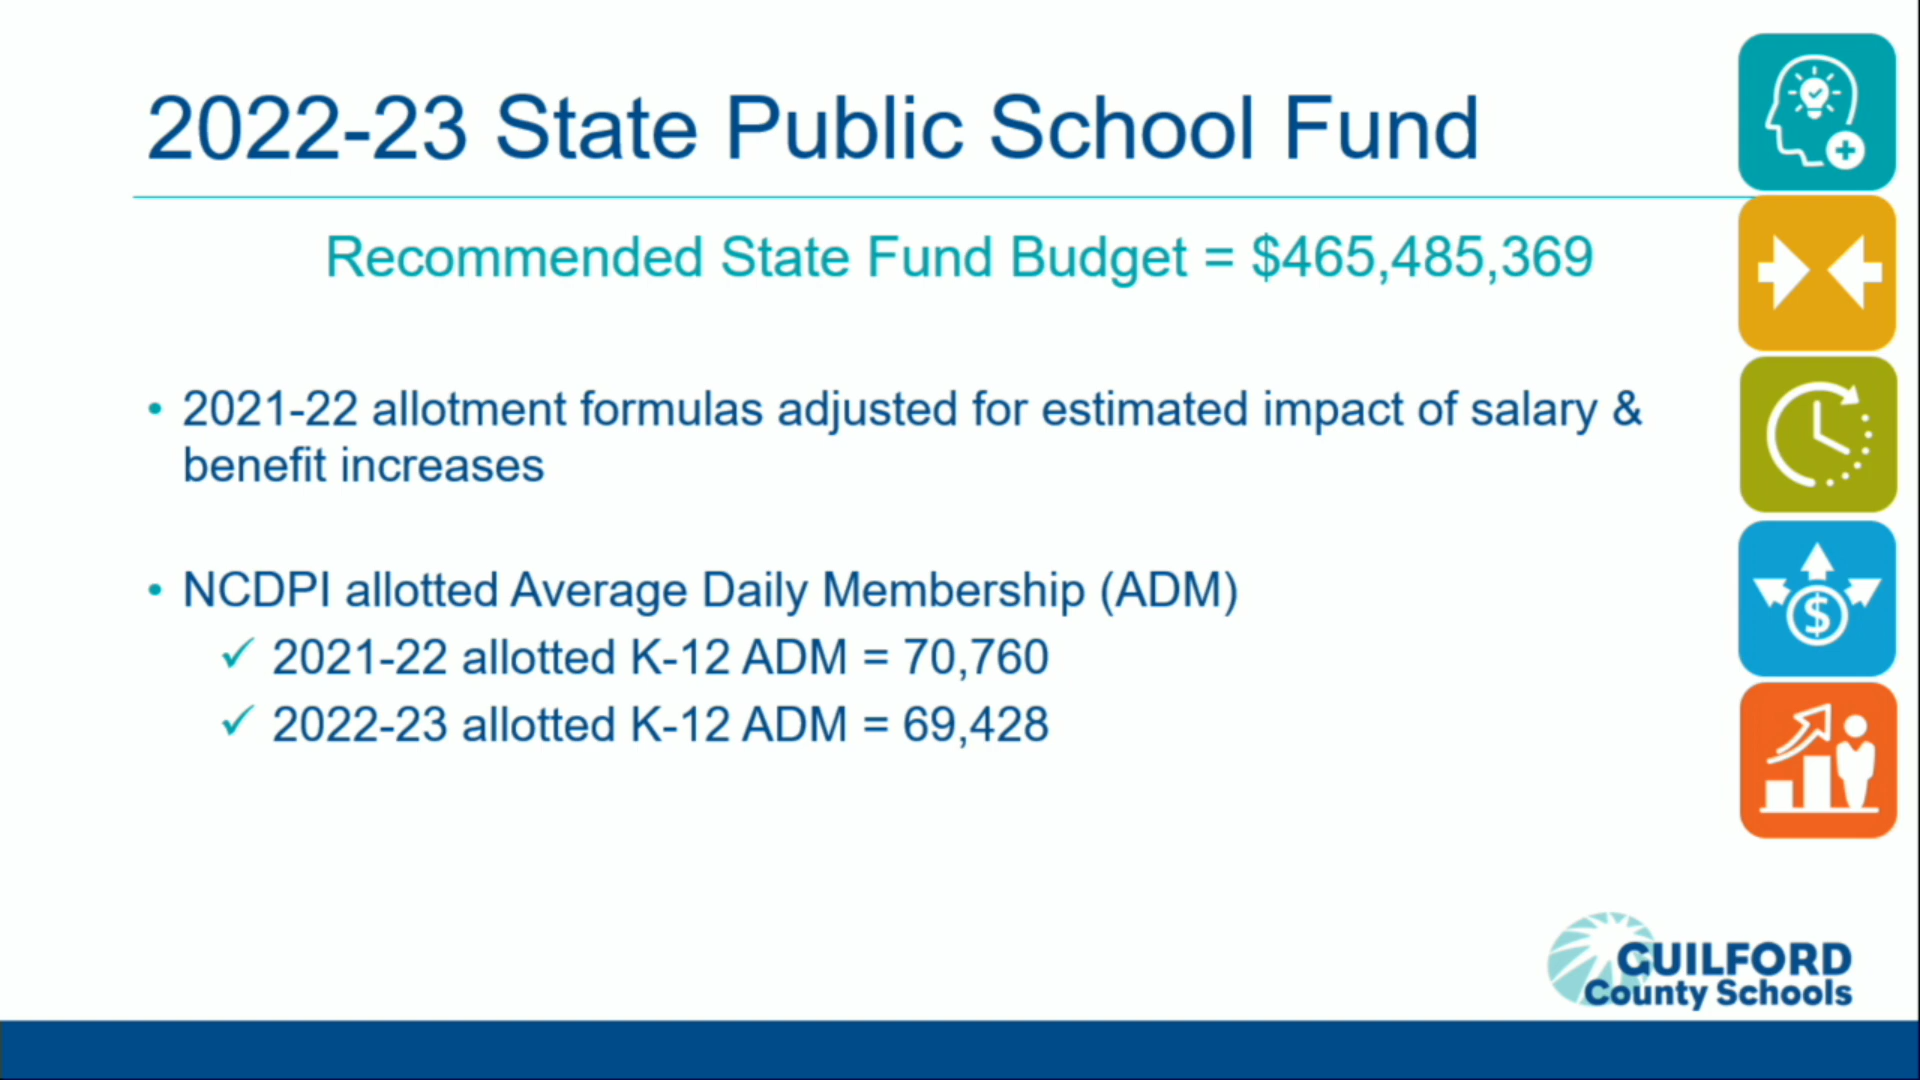 2022-23 State Public School Fund
Recommended State Fund Budget = $465,485,369
• 2021-22 allotment formulas adjusted for estimated impact of salary &
benefit increases
• NCDPI allotted Average Daily Membership (ADM)
✓ 2021-22 allotted K-12 ADM = 70,760
✓ 2022-23 allotted K-12 ADM = 69,428
$
GUILFORD
County Schools